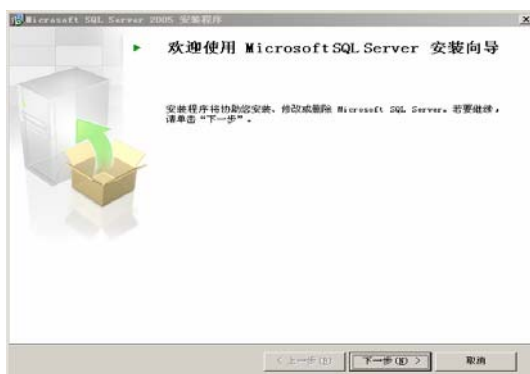 Microsoft SQL Server 2005 安装程序
欢迎使用 Microsoft SQL Server 安装向导
安装程序将协助您安装、修改或删除 Microsoft SQL Server。若要继续，
请单击“下一步”。
< 上一步(B)
下一步(N) >
取消